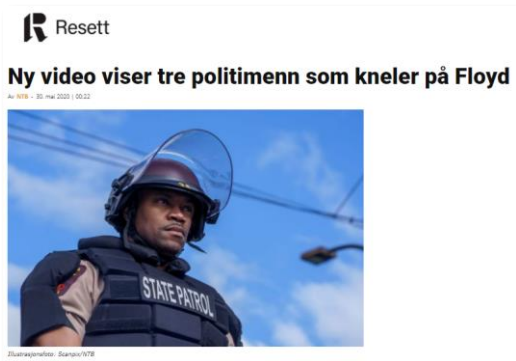 Resett
Ny video viser tre politimenn som kneler på Floyd
Av NTB - 30. mai 2020 | 00:22
STATE PATROL
Illustrasjonsfoto: Scanpix/NTB